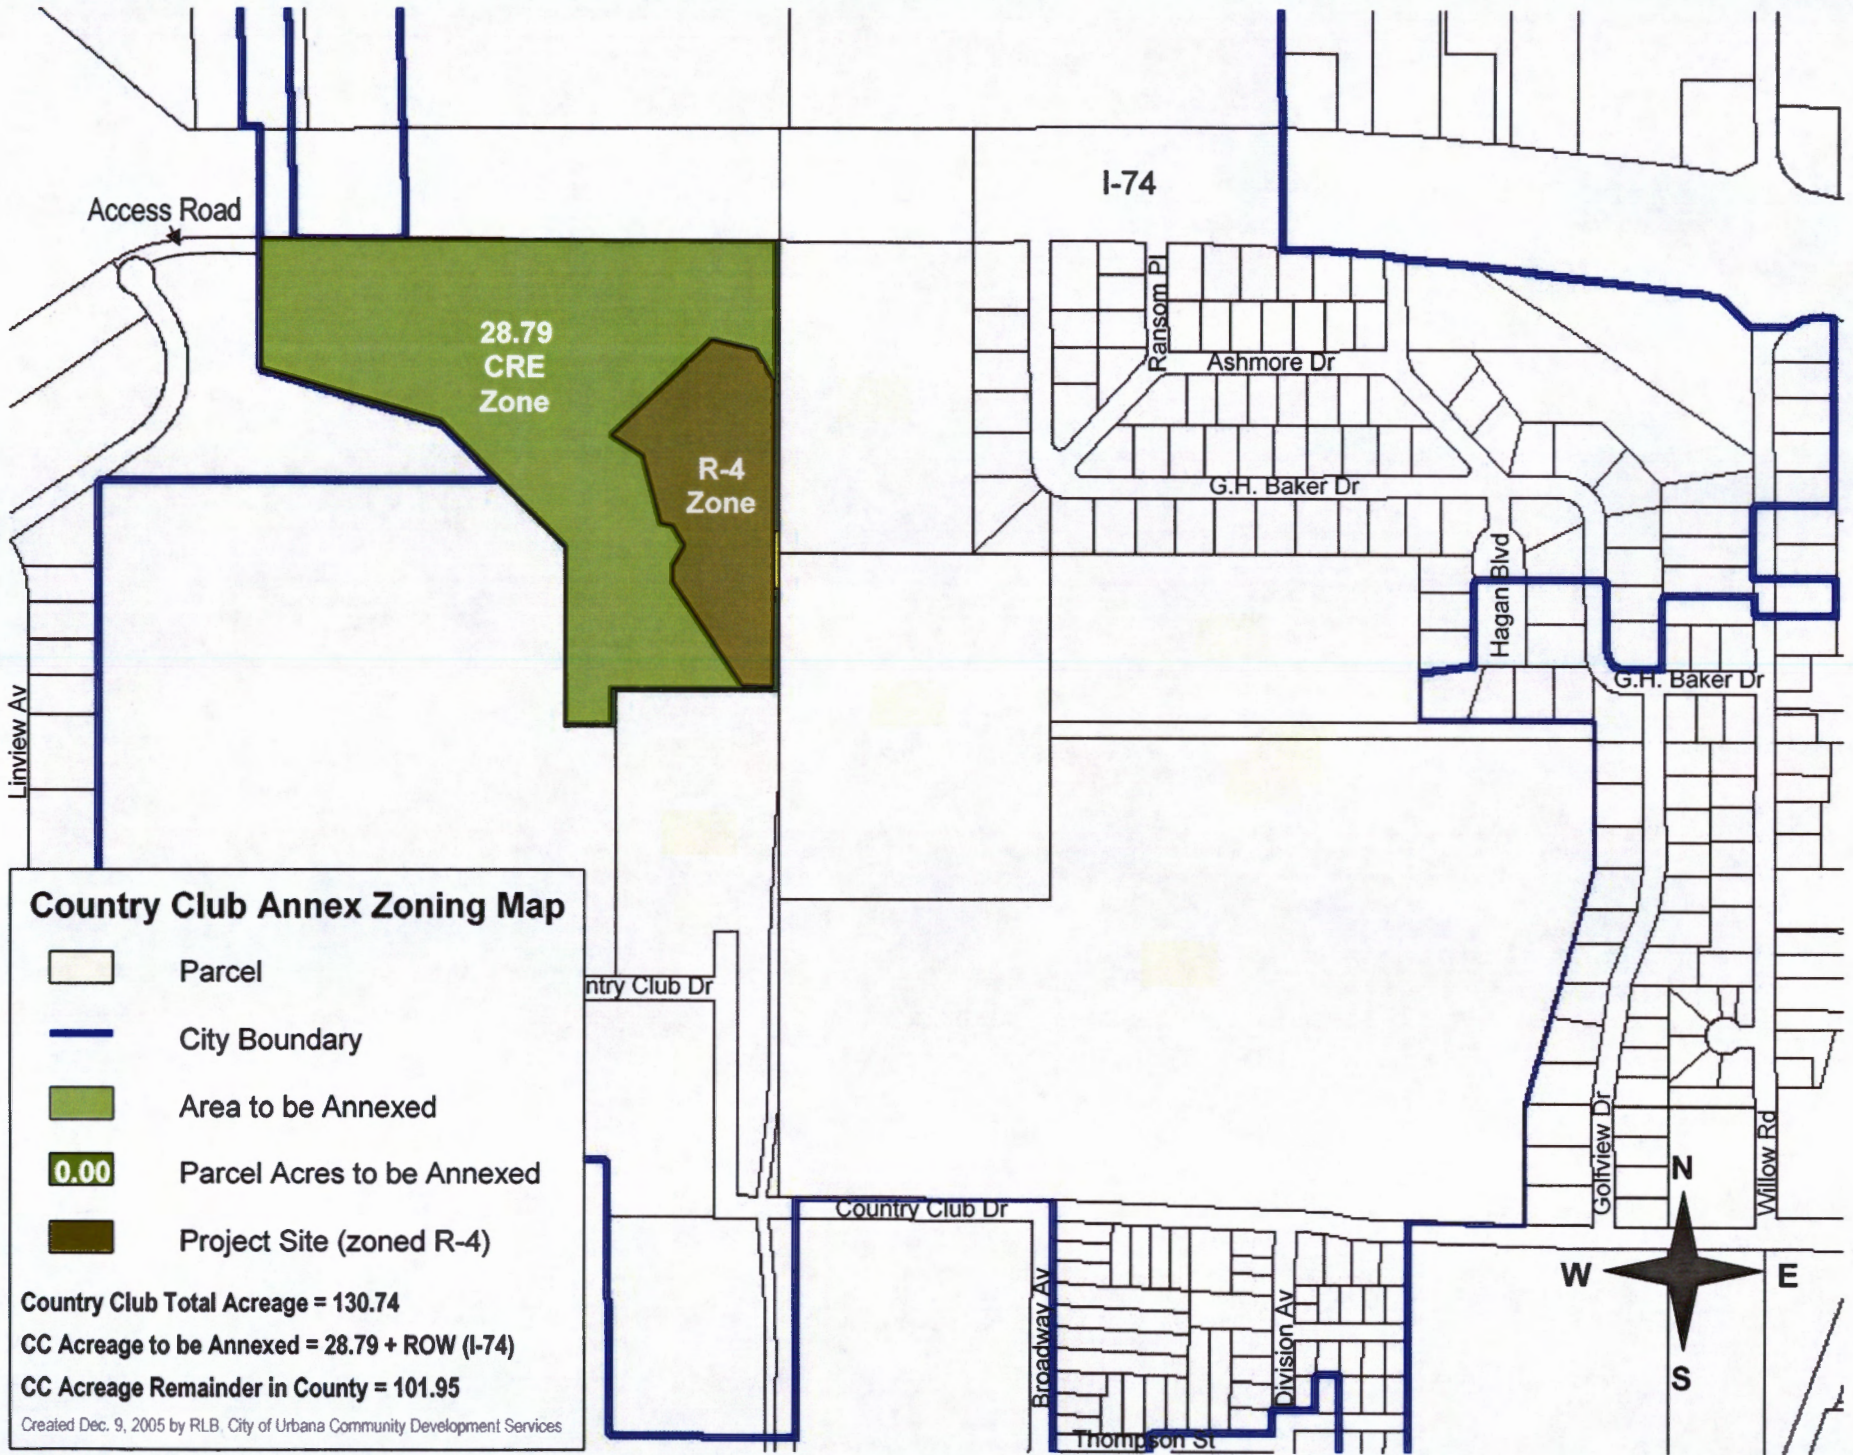 I-74
Access Road
28.79
CRE
Zone
Ransom Pl
Ashmore Dr
R-4
Zone
G.H. Baker Dr
Hagan Blvd
G.H. Baker Dr
Linview Av
Country Club Annex Zoning Map
Parcel
City Boundary
Area to be Annexed
0.00
Parcel Acres to be Annexed
Project Site (zoned R-4)
Country Club Total Acreage = 130.74
CC Acreage to be Annexed = 28.79 + ROW (I-74)
CC Acreage Remainder in County = 101.95
Created Dec. 9, 2005 by RLB, City of Urbana Community Development Services
ntry Club Dr
Country Club Dr
Broadway Av
Division Av
Thompson St
Golfview Dr
Willow Rd
N
W
E
S